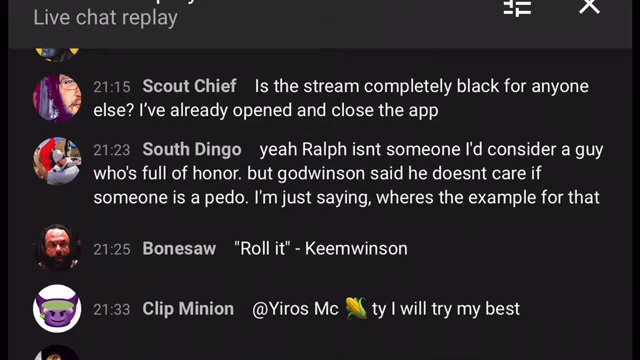 Live chat replay
21:15 Scout Chief Is the stream completely black for anyone
else? I've already opened and close the app
21:23 South Dingo yeah Ralph isnt someone I'd consider a guy
who's full of honor. but godwinson said he doesnt care if
someone is a pedo. I'm just saying, wheres the example for that
21:25 Bonesaw "Roll it" - Keemwinson
21:33 Clip Minion @Yiros Mc 🌽 ty I will try my best